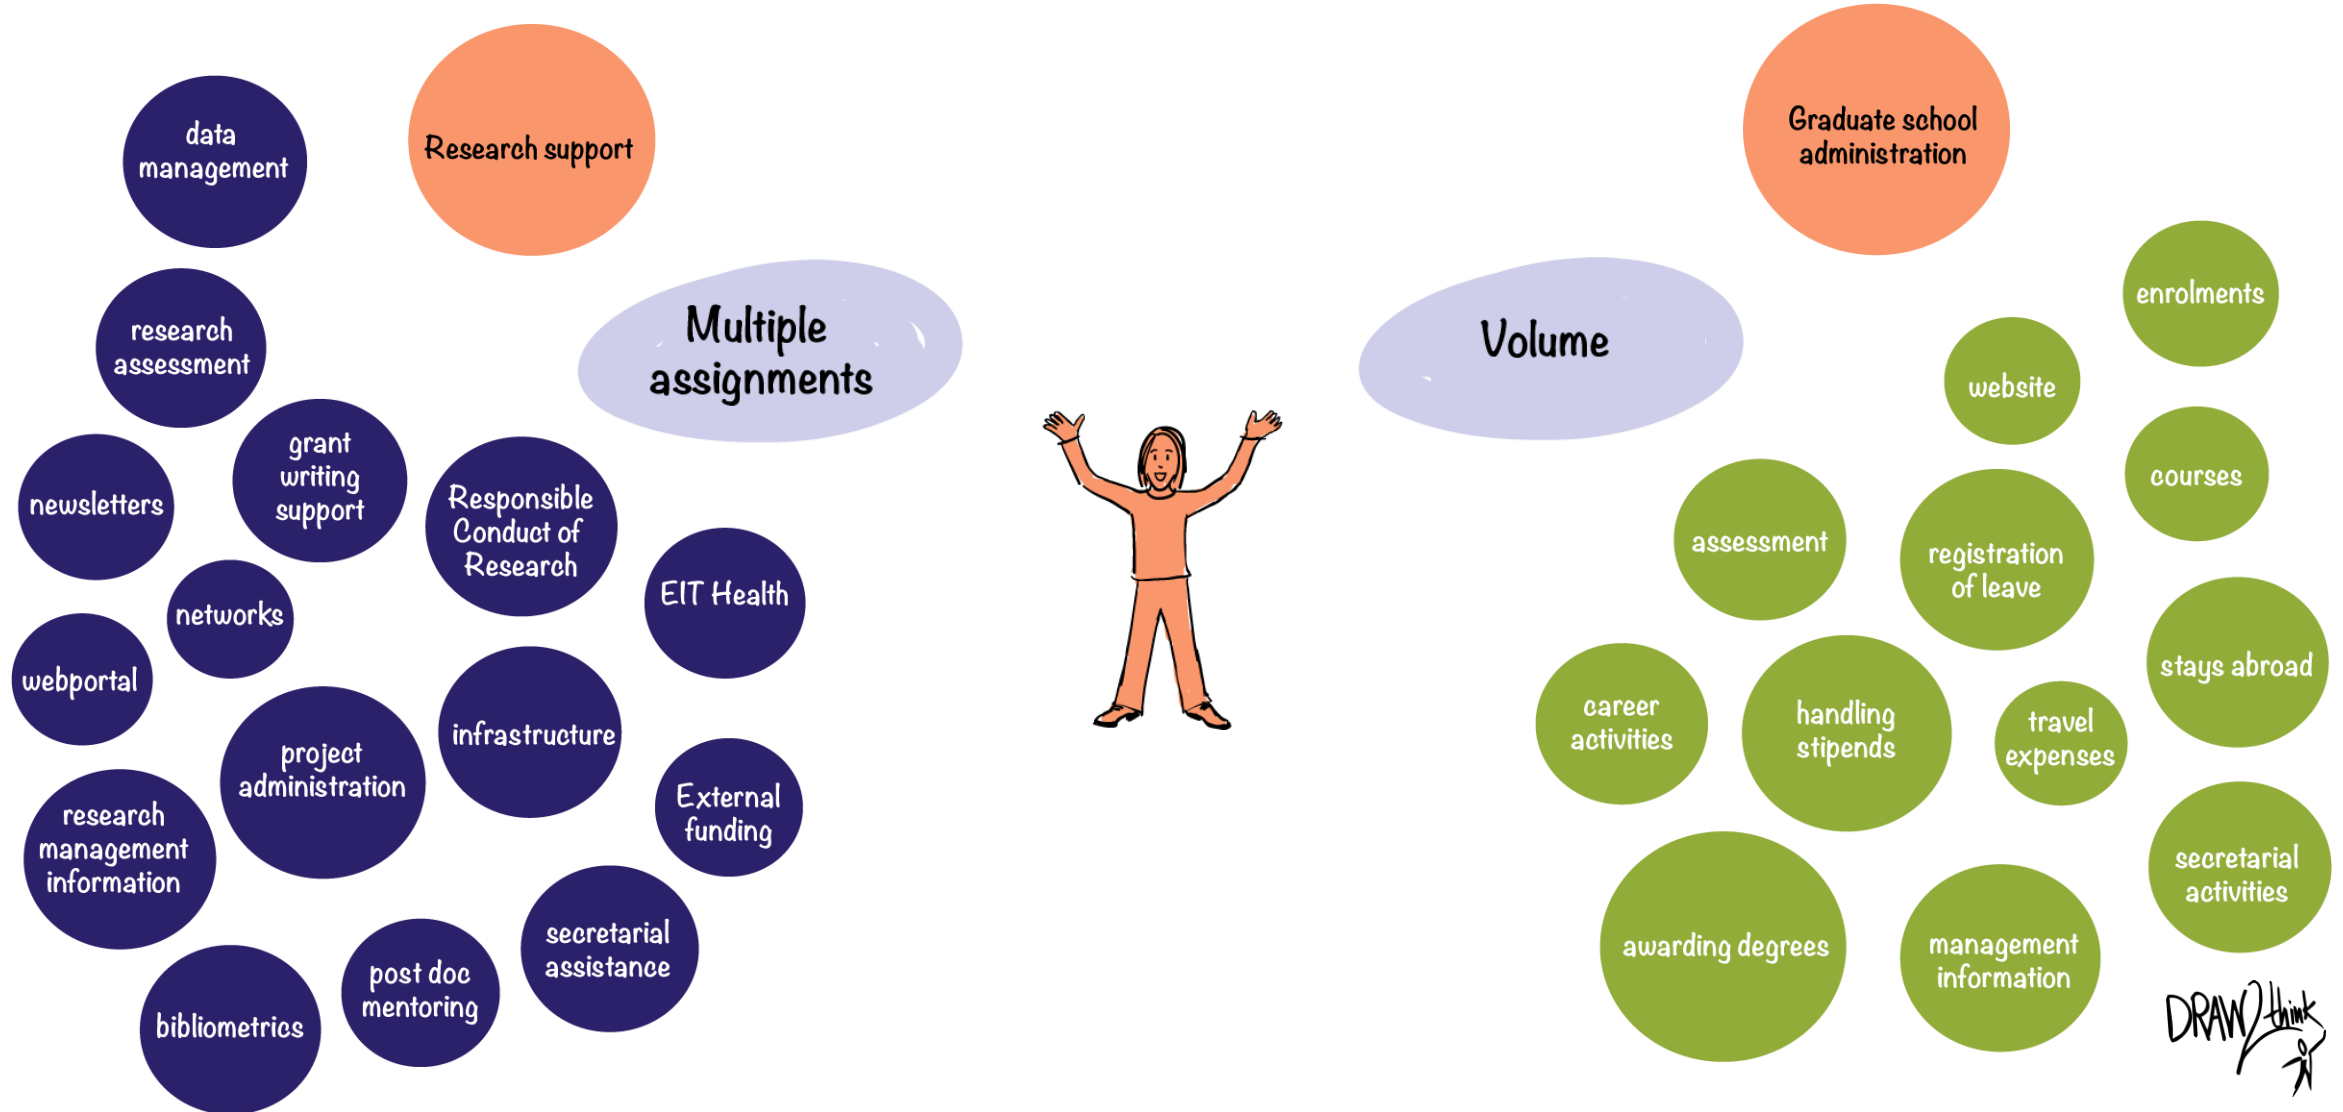 data
management
Research support
research
assessment
Multiple
assignments
newsletters
grant
writing
support
Responsible
Conduct of
Research
EIT Health
networks
webportal
project
administration
infrastructure
research
management
information
External
funding
secretarial
assistance
post doc
mentoring
bibliometrics
Graduate school
administration
Volume
enrolments
website
courses
assessment
registration
of leave
stays abroad
career
activities
handling
stipends
travel
expenses
secretarial
activities
awarding degrees
management
information
DRAW2think